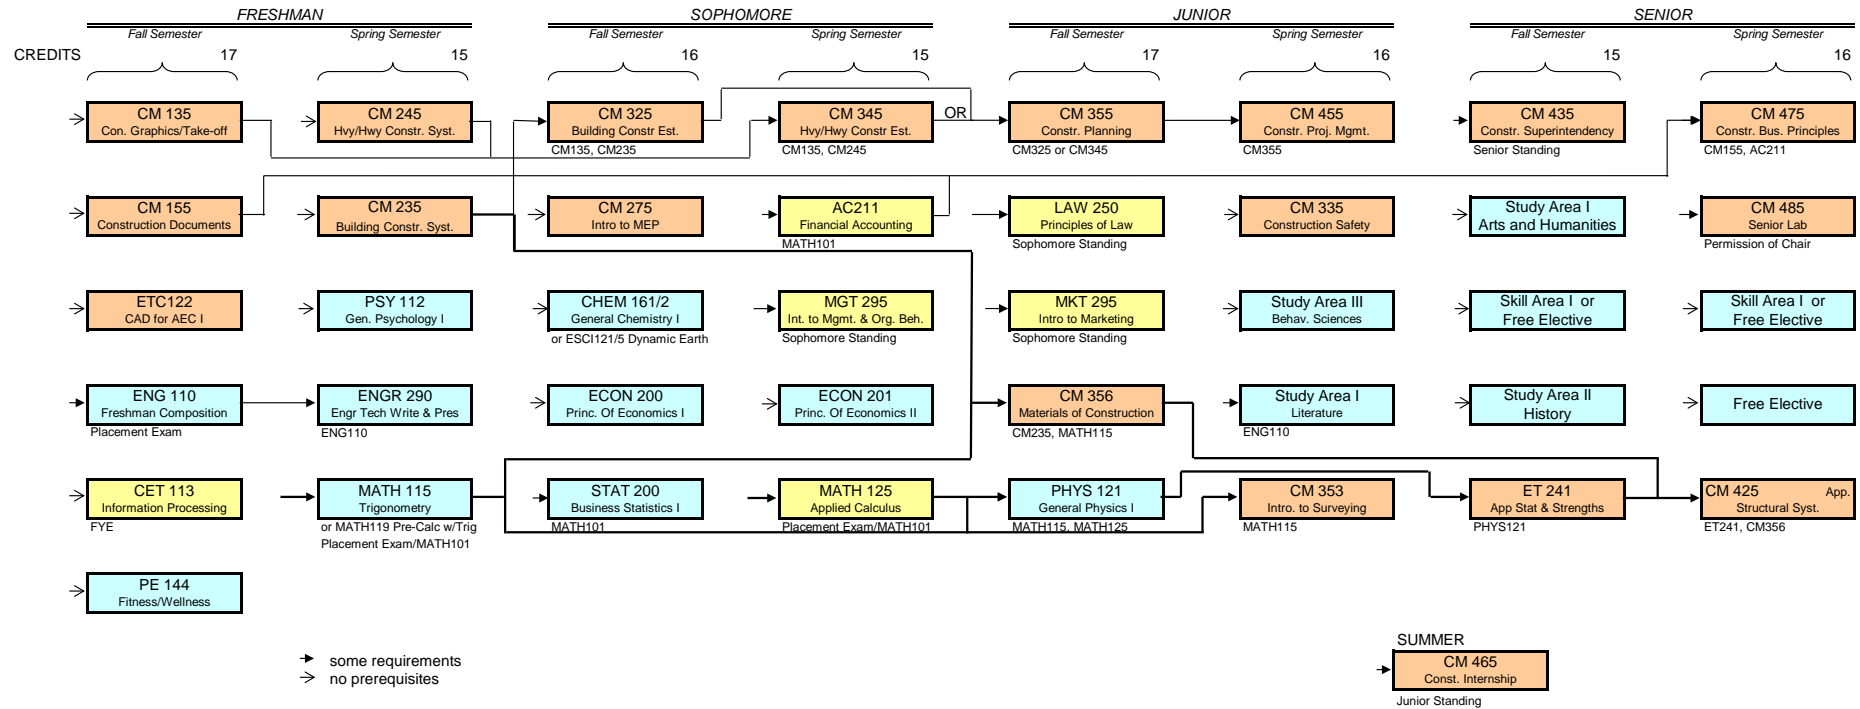 FRESHMAN
SOPHOMORE
JUNIOR
SENIOR
Fall Semester
Spring Semester
Fall Semester
Spring Semester
Fall Semester
Spring Semester
Fall Semester
Spring Semester
CREDITS
17
15
16
15
17
16
15
16
CM 135
Con. Graphics/Take-off
CM 245
Hvy/Hwy Constr. Syst.
CM 325
Building Constr Est.
CM135, CM235
CM 345
Hvy/Hwy Constr Est.
CM135, CM245
OR
CM 355
Constr. Planning
CM325 or CM345
CM 455
Constr. Proj. Mgmt.
CM355
CM 435
Constr. Superintendency
Senior Standing
CM 475
Constr. Bus. Principles
CM155, AC211
CM 155
Construction Documents
CM 235
Building Constr. Syst.
CM 275
Intro to MEP
AC211
Financial Accounting
MATH101
LAW 250
Principles of Law
Sophomore Standing
CM 335
Construction Safety
Study Area I
Arts and Humanities
CM 485
Senior Lab
Permission of Chair
ETC122
CAD for AEC I
PSY 112
Gen. Psychology I
CHEM 161/2
General Chemistry I
or ESCI121/5 Dynamic Earth
MGT 295
Int. to Mgmt. & Org. Beh.
Sophomore Standing
MKT 295
Intro to Marketing
Sophomore Standing
Study Area III
Behav. Sciences
Skill Area I or
Free Elective
Skill Area I or
Free Elective
ENG 110
Freshman Composition
Placement Exam
ENGR 290
Engr Tech Write & Pres
ENG110
ECON 200
Princ. Of Economics I
ECON 201
Princ. Of Economics II
CM 356
Materials of Construction
CM235, MATH115
Study Area I
Literature
ENG110
Study Area II
History
Free Elective
CET 113
Information Processing
FYE
MATH 115
Trigonometry
or MATH119 Pre-Calc w/Trig
Placement Exam/MATH101
STAT 200
Business Statistics I
MATH101
MATH 125
Applied Calculus
Placement Exam/MATH101
PHYS 121
General Physics I
MATH115, MATH125
CM 353
Intro. to Surveying
MATH115
ET 241
App Stat & Strengths
PHYS121
CM 425 App.
Structural Syst.
ET241, CM356
PE 144
Fitness/Wellness
SUMMER
CM 465
Const. Internship
Junior Standing
some requirements
no prerequisites